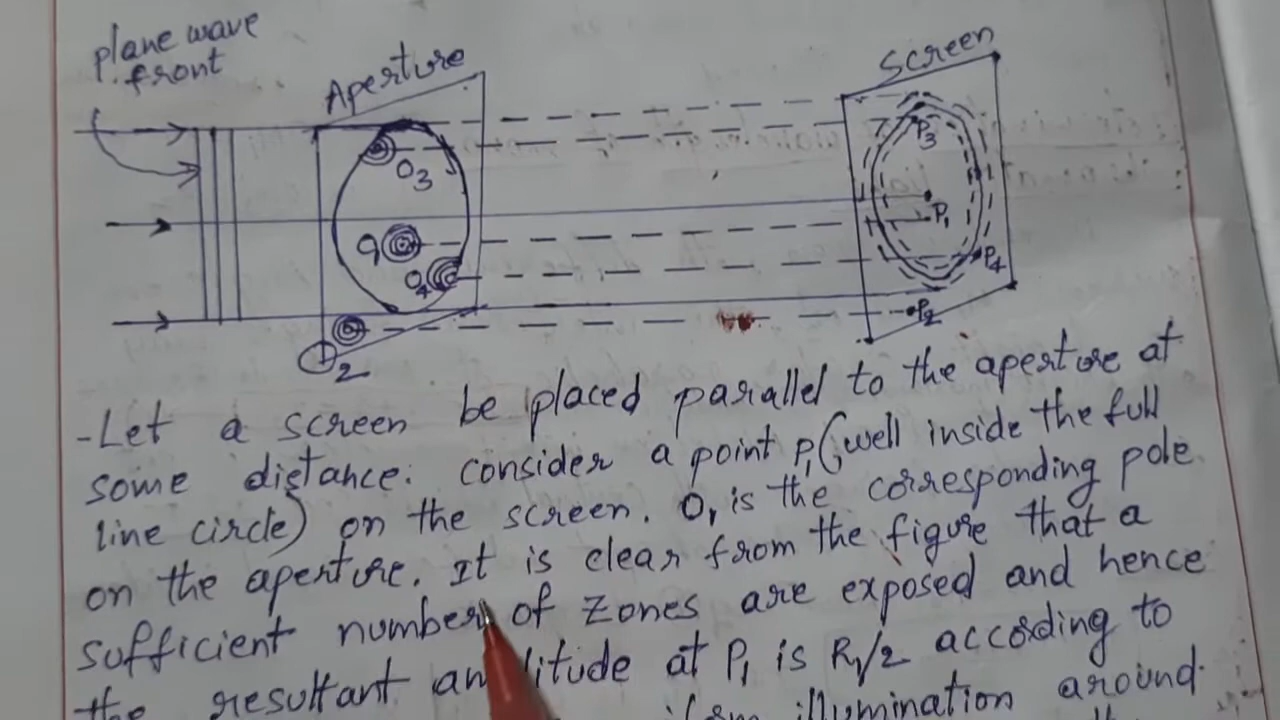 plane wave
front
Aperture
Screen
O3
P3
P1
O4
P4
P2
O2
-Let a screen be placed parallel to the aperture at
some distance. consider a point P1 (well inside the full
line circle) on the screen. O1 is the corresponding pole
on the aperture. It is clear from the figure that a
sufficient number of zones are exposed and hence
the resultant amplitude at P1 is R1/2 according to
illumination around